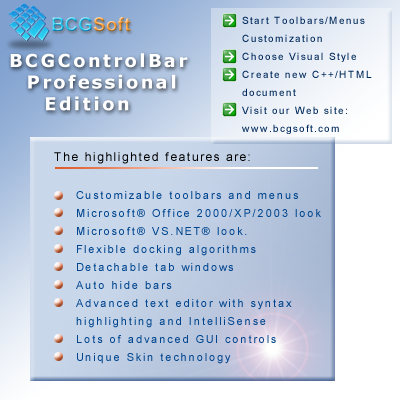 BCGSoft
BCGControlBar
Professional
Edition
Start Toolbars/Menus
Customization
Choose Visual Style
Create new C++/HTML
document
Visit our Web site:
www.bcgsoft.com
The highlighted features are:
Customizable toolbars and menus
Microsoft® Office 2000/XP/2003 look
Microsoft® VS.NET® look.
Flexible docking algorithms
Detachable tab windows
Auto hide bars
Advanced text editor with syntax
highlighting and IntelliSense
Lots of advanced GUI controls
Unique Skin technology